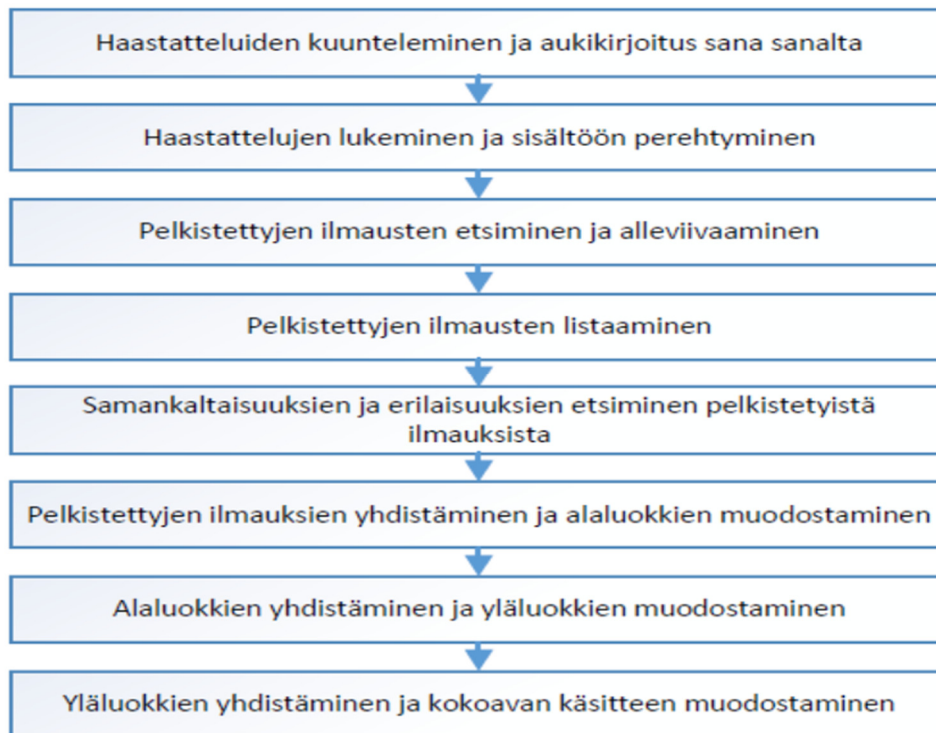 Haastatteluiden kuunteleminen ja aukikirjoitus sana sanalta
Haastattelujen lukeminen ja sisältöön perehtyminen
Pelkistettyjen ilmausten etsiminen ja alleviivaaminen
Pelkistettyjen ilmausten listaaminen
Samankaltaisuuksien ja erilaisuuksien etsiminen pelkistetyistä
ilmauksista
Pelkistettyjen ilmauksien yhdistäminen ja alaluokkien muodostaminen
Alaluokkien yhdistäminen ja yläluokkien muodostaminen
Yläluokkien yhdistäminen ja kokoavan käsitteen muodostaminen